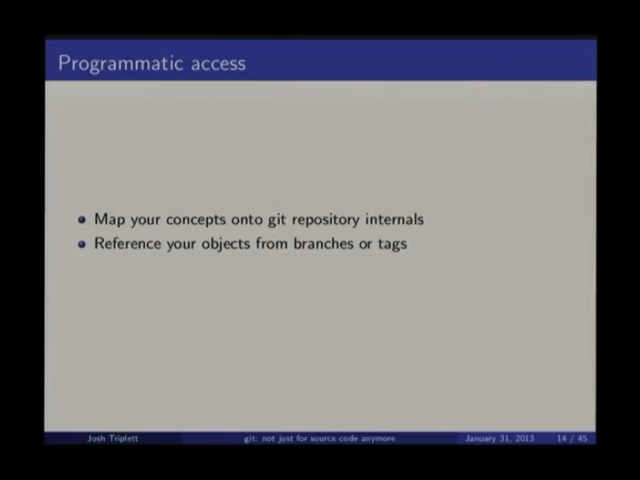 Programmatic access
Map your concepts onto git repository internals
Reference your objects from branches or tags
Josh Triplett
git: not just for source code anymore
January 31, 2013
14 / 45